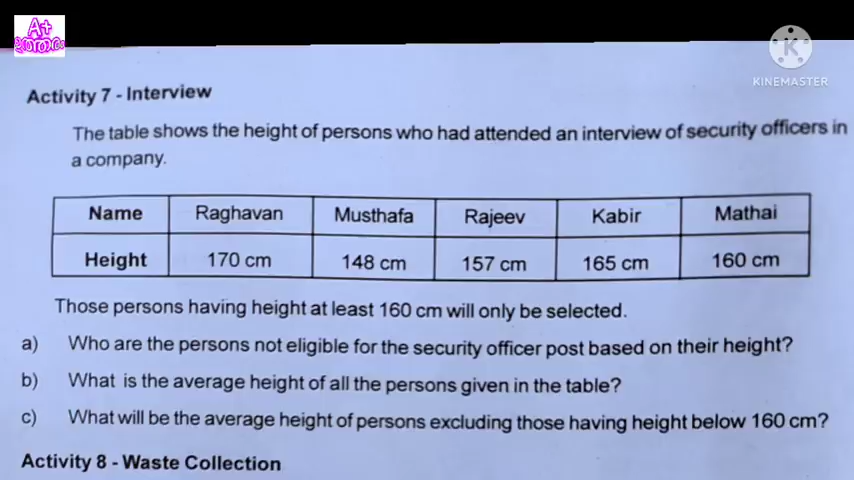 A+
K
KINEMASTER
Activity 7 - Interview
The table shows the height of persons who had attended an interview of security officers in
a company.
Name Raghavan Musthafa Rajeev Kabir Mathai
Height 170 cm 148 cm 157 cm 165 cm 160 cm
Those persons having height at least 160 cm will only be selected.
a) Who are the persons not eligible for the security officer post based on their height?
b) What is the average height of all the persons given in the table?
c) What will be the average height of persons excluding those having height below 160 cm?
Activity 8 - Waste Collection